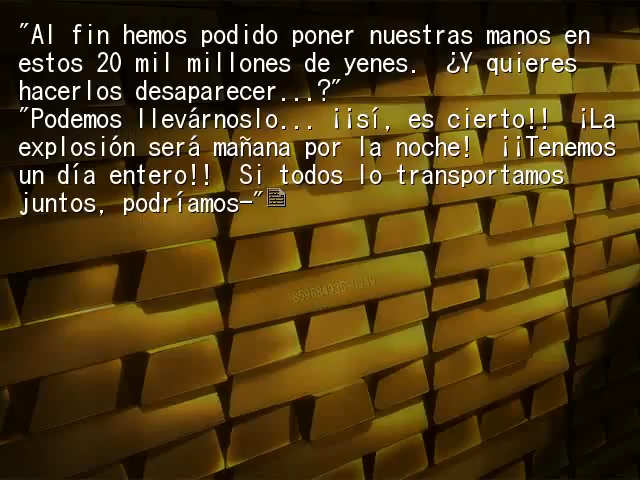 "Al fin hemos podido poner nuestras manos en
estos 20 mil millones de yenes.  ¿Y quieres
hacerlos desaparecer...?"
"Podemos llevárnoslo... ¡¡sí, es cierto!!  ¡La
explosión será mañana por la noche!  ¡¡Tenemos
un día entero!!  Si todos lo transportamos
juntos, podríamos—"